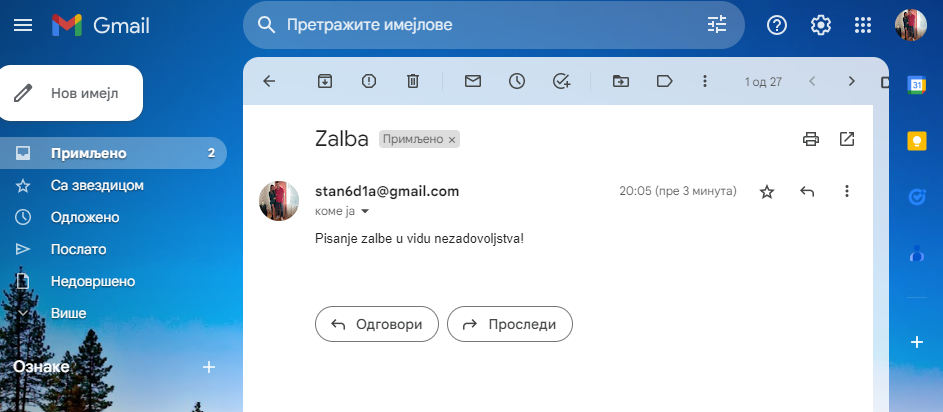 Gmail
Претражите имејлове
Нов имејл
1 од 27
31
Примљено 2
Са звездицом
Одложено
Послато
Недовршено
Више
Ознаке
Zalba Примљено ×
stan6d1a@gmail.com 20:05 (пре 3 минута)
коме ја
Pisanje zalbe u vidu nezadovoljstva!
Одговори Проследи